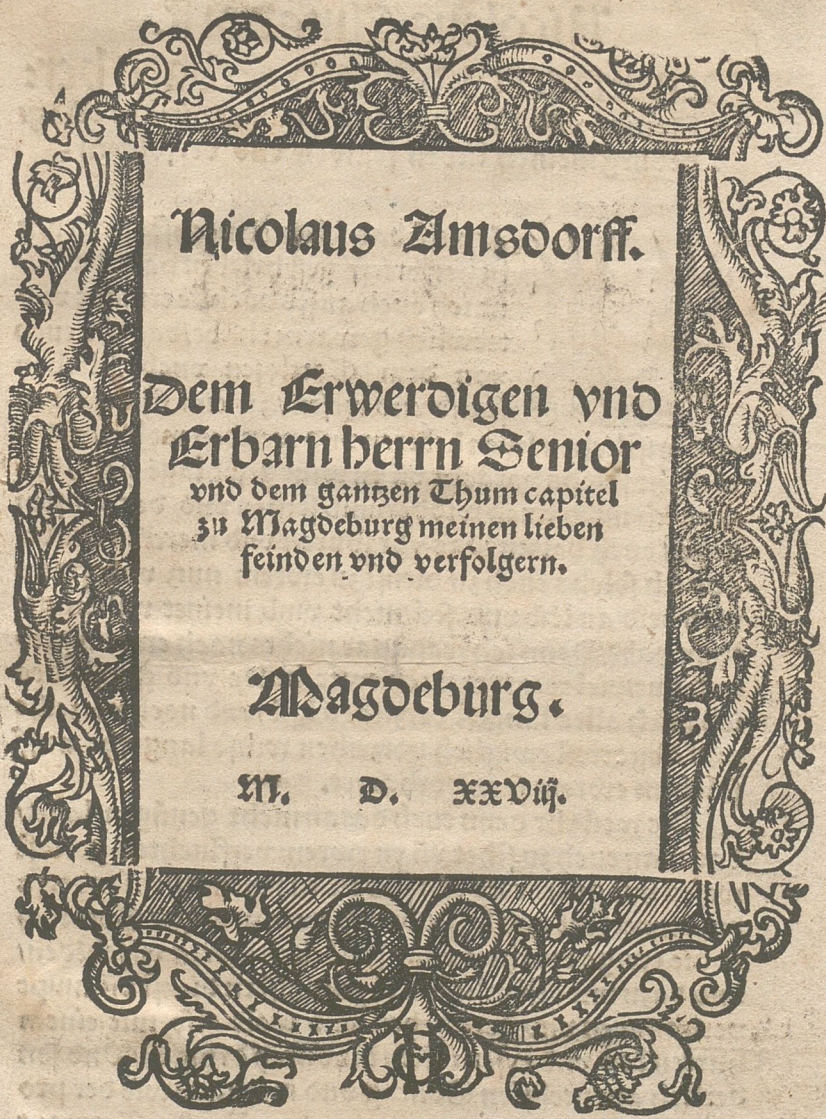 Nicolaus Amsdorff.
Dem Erwerdigen vnd
Erbarn herrn Senior
vnd dem gantzen Thum capitel
zu Magdeburg meinen lieben
feinden vnd verfolgern.
Magdeburg.
M. D. XXViij.